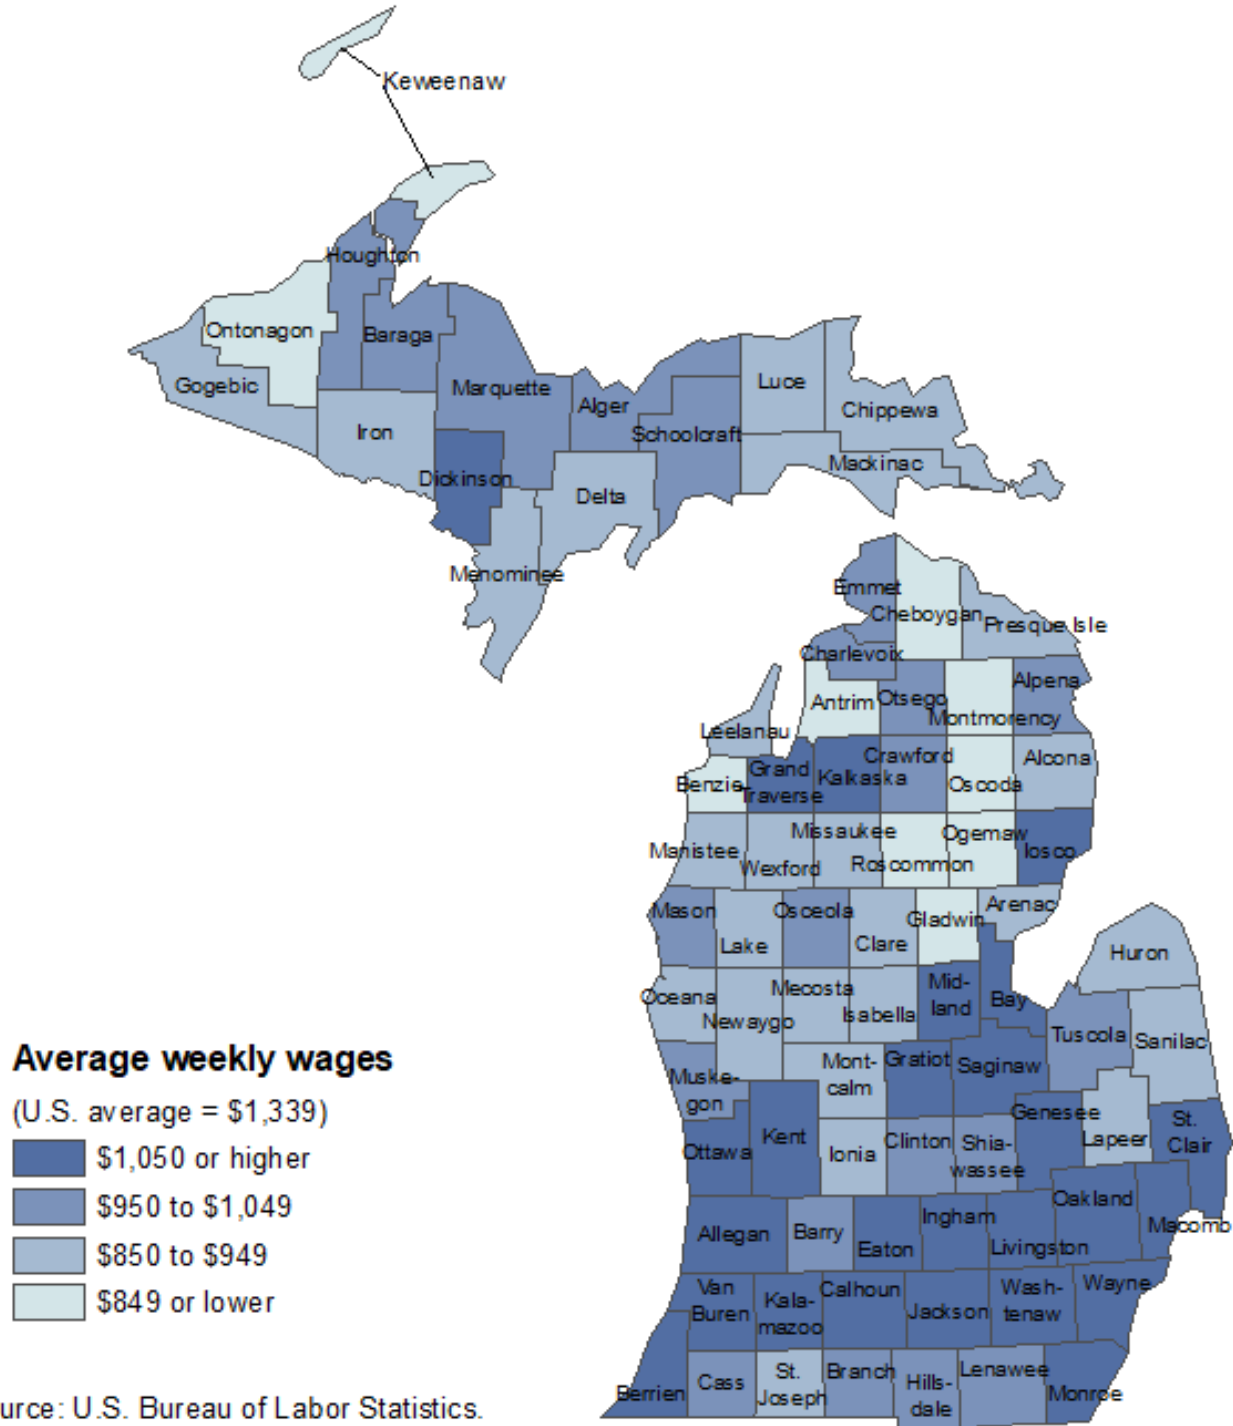 Keweenaw
Houghton
Ontonagon
Baraga
Gogebic
Marquette
Luce
Alger
Chippewa
Iron
Schoolcraft
Mackinac
Dickinson
Delta
Menominee
Emmet
Cheboygan
Presque Isle
Charlevoix
Alpena
Antrim
Otsego
Montmorency
Leelanau
Crawford
Alcona
Grand
Traverse
Kalkaska
Benzie
Oscoda
Missaukee
Ogemaw
Manistee
Iosco
Wexford
Roscommon
Mason
Osceola
Gladwin
Arenac
Lake
Clare
Huron
Oceana
Mecosta
Mid-
land
Bay
Newaygo
Isabella
Tuscola
Sanilac
Muske-
gon
Mont-
calm
Gratiot
Saginaw
Genesee
Lapeer
St.
Clair
Ottawa
Kent
Ionia
Clinton
Shia-
wassee
Oakland
Macomb
Allegan
Barry
Eaton
Ingham
Livingston
Van
Buren
Kala-
mazoo
Calhoun
Jackson
Wash-
tenaw
Wayne
Berrien
Cass
St.
Joseph
Branch
Hills-
dale
Lenawee
Monroe
Average weekly wages
(U.S. average = $1,339)
$1,050 or higher
$950 to $1,049
$850 to $949
$849 or lower
urce: U.S. Bureau of Labor Statistics.